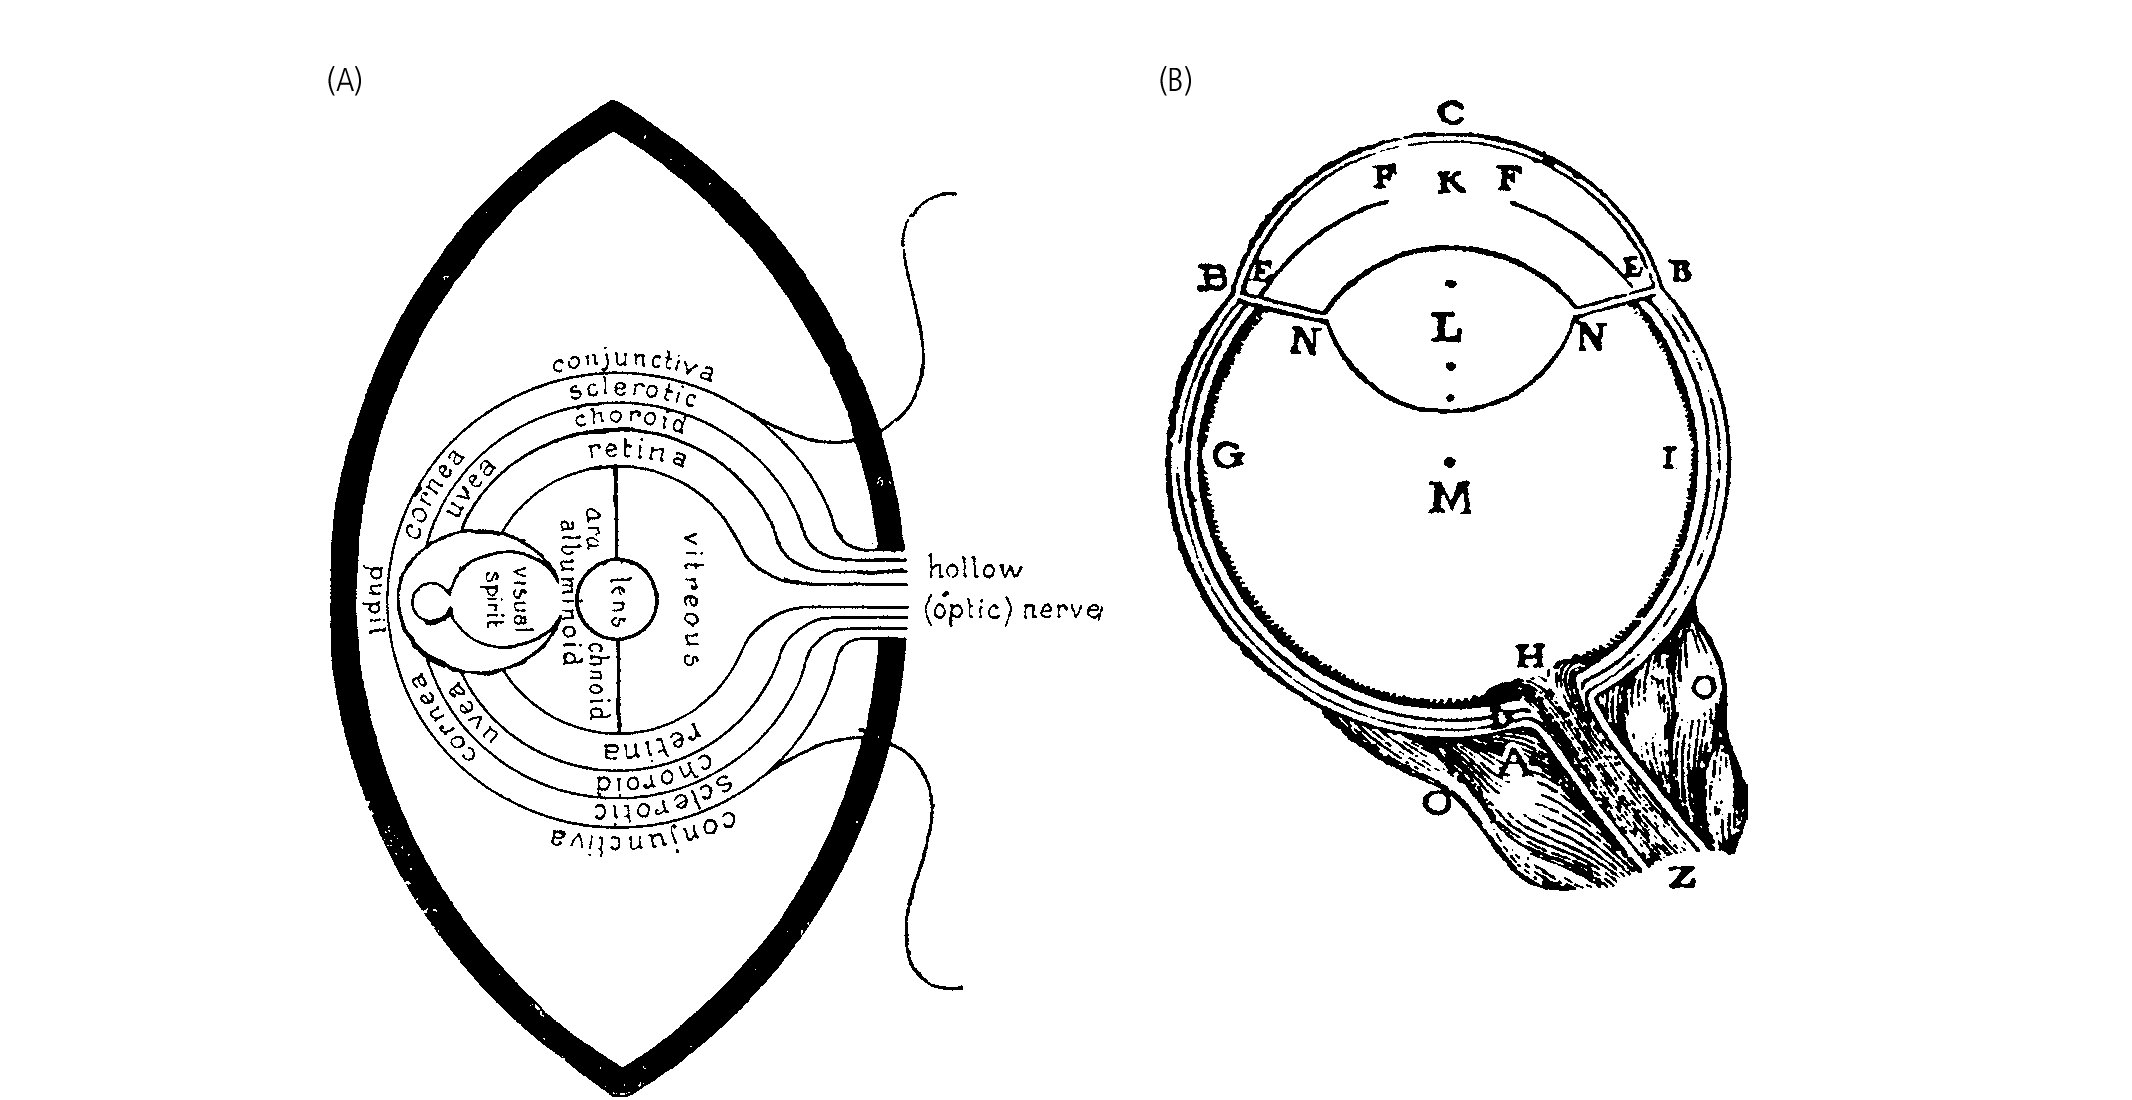 (A)
conjunctiva
sclerotic
choroid
retina
cornea
uvea
pupil
visual
spirit
ara
chnoid
albuminoid
lens
vitreous
hollow
(optic) nerve
cornea
uvea
retina
choroid
sclerotic
conjunctiva
(B)
C
F K F
B E E B
N L N
G I
M
H
A
O
O
Z